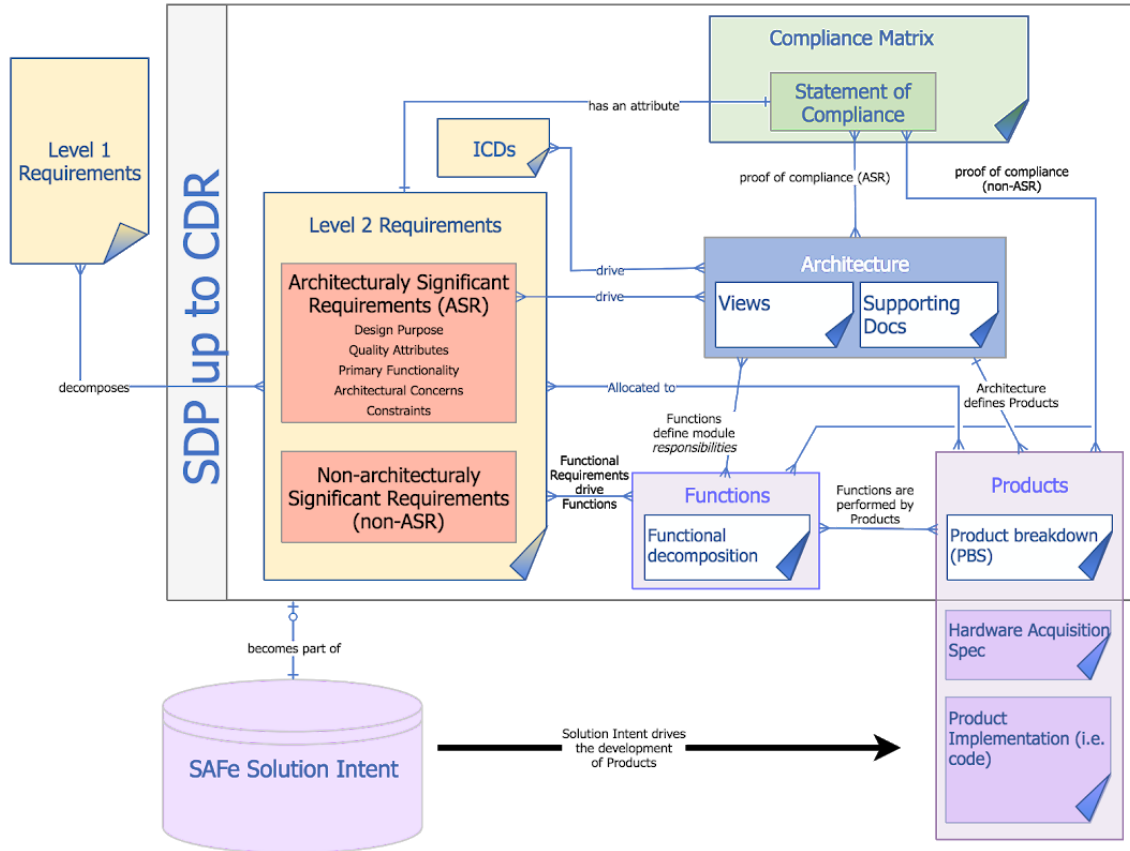 Compliance Matrix
Statement of
Compliance
has an attribute
Level 1
Requirements
ICDs
proof of compliance (ASR)
proof of compliance
(non-ASR)
SDP up to CDR
Level 2 Requirements
Architecture
Views
Supporting
Docs
drive
drive
Architecturaly Significant
Requirements (ASR)
Design Purpose
Quality Attributes
Primary Functionality
Architectural Concerns
Constraints
decomposes
Allocated to
Architecture
defines Products
Functions
define module
responsibilities
Non-architecturaly
Significant Requirements
(non-ASR)
Functional
Requirements
drive
Functions
Functions
Functional
decomposition
Functions are
performed by
Products
Products
Product breakdown
(PBS)
Hardware Acquisition
Spec
Product
Implementation (i.e.
code)
becomes part of
SAFe Solution Intent
Solution Intent drives
the development
of Products